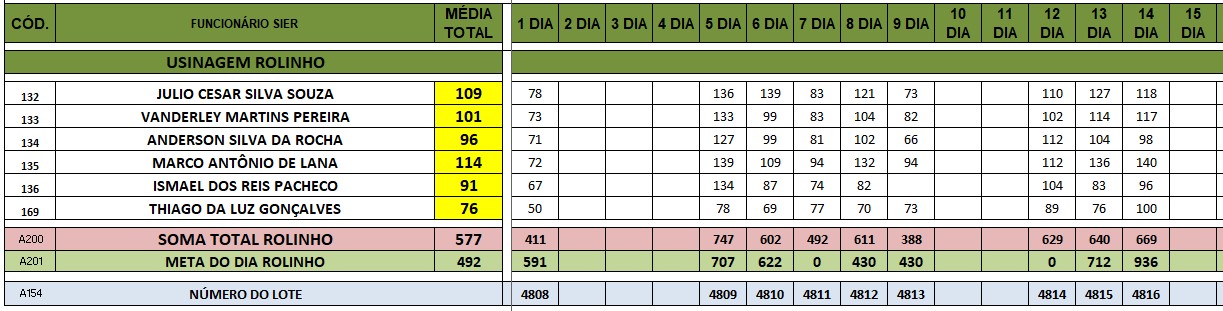 CÓD. FUNCIONÁRIO SIER MÉDIA TOTAL 1 DIA 2 DIA 3 DIA 4 DIA 5 DIA 6 DIA 7 DIA 8 DIA 9 DIA 10 DIA 11 DIA 12 DIA 13 DIA 14 DIA 15 DIA
USINAGEM ROLINHO
132 JULIO CESAR SILVA SOUZA 109 78 136 139 83 121 73 110 127 118
133 VANDERLEY MARTINS PEREIRA 101 73 133 99 83 104 82 102 114 117
134 ANDERSON SILVA DA ROCHA 96 71 127 99 81 102 66 112 104 98
135 MARCO ANTÔNIO DE LANA 114 72 139 109 94 132 94 112 136 140
136 ISMAEL DOS REIS PACHECO 91 67 134 87 74 82 104 83 96
169 THIAGO DA LUZ GONÇALVES 76 50 78 69 77 70 73 89 76 100
A200 SOMA TOTAL ROLINHO 577 411 747 602 492 611 388 629 640 669
A201 META DO DIA ROLINHO 492 591 707 622 0 430 430 0 712 936
A154 NÚMERO DO LOTE 4808 4809 4810 4811 4812 4813 4814 4815 4816